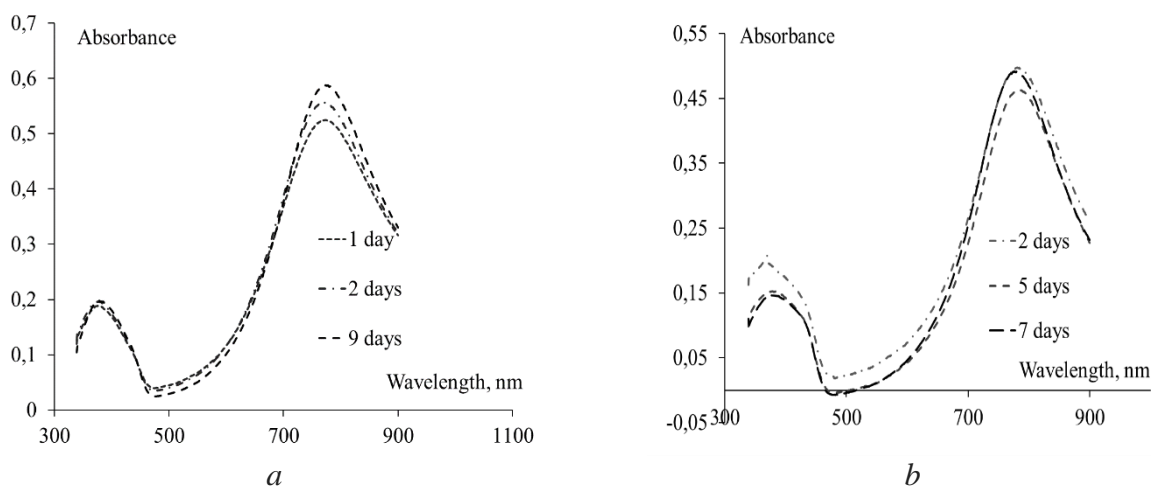 0,7
Absorbance
0,6
0,5
0,4
0,3
1 day
2 days
0,2
9 days
0,1
Wavelength, nm
0
300 500 700 900 1100
a
0,55
Absorbance
0,45
0,35
0,25
2 days
5 days
0,15
7 days
0,05
Wavelength, nm
-0,05
300 500 700 900
b